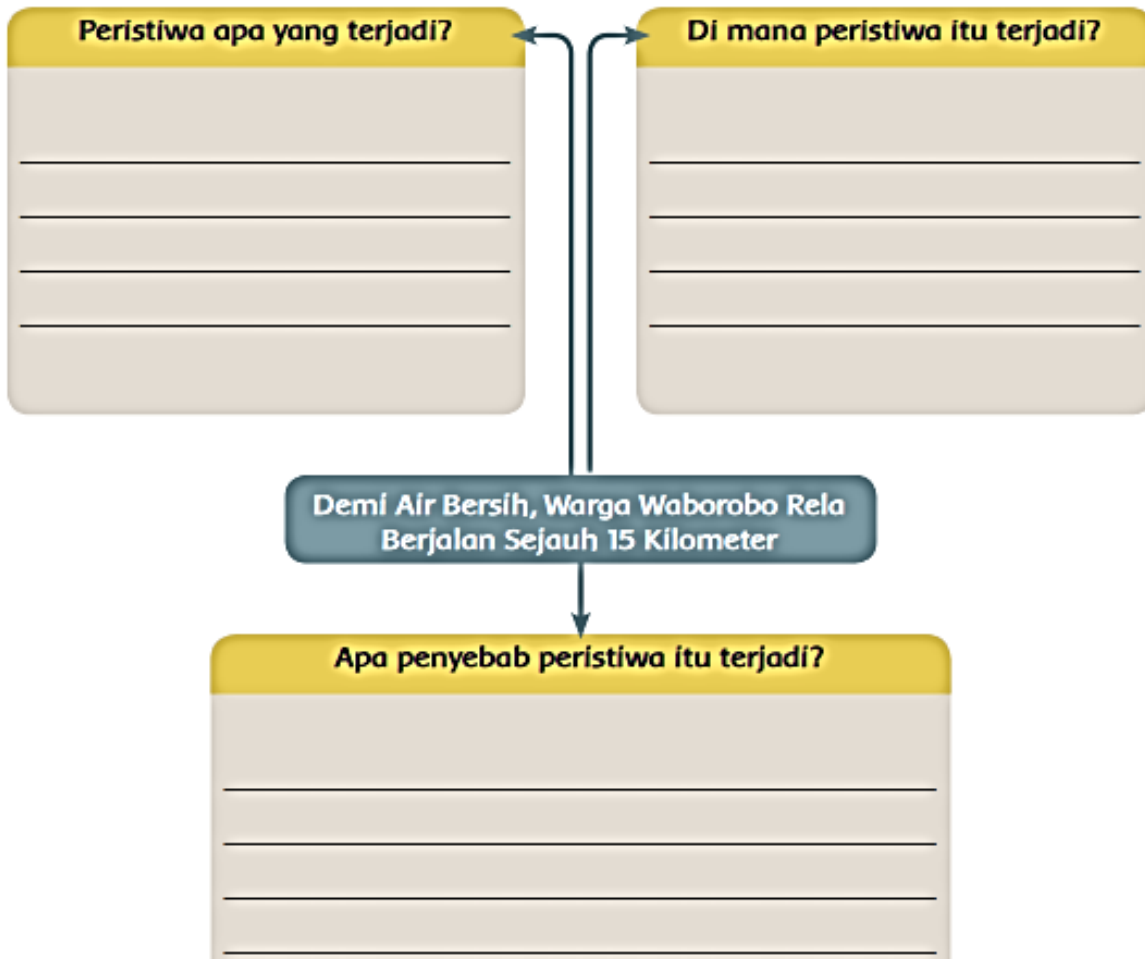 Peristiwa apa yang terjadi?
Di mana peristiwa itu terjadi?
Demi Air Bersih, Warga Waborobo Rela
Berjalan Sejauh 15 Kilometer
Apa penyebab peristiwa itu terjadi?